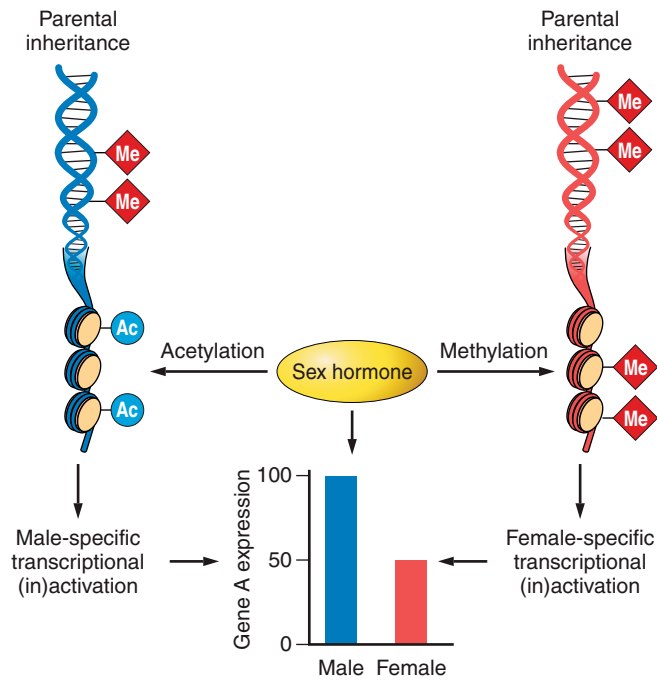 Parental
inheritance
Parental
inheritance
Me
Me
Me
Me
Ac
Acetylation
Sex hormone
Methylation
Me
Ac
Me
Gene A expression
100
50
0
Male Female
Male-specific
transcriptional
(in)activation
Female-specific
transcriptional
(in)activation